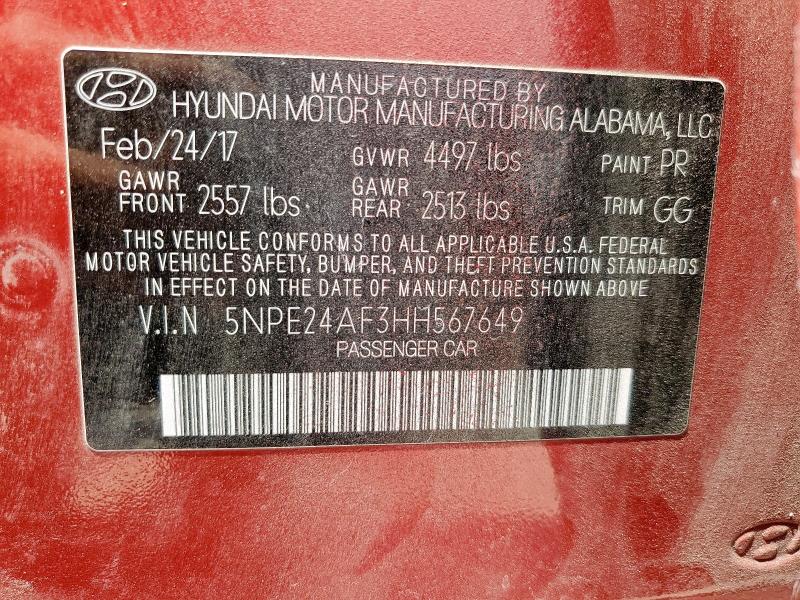 MANUFACTURED BY
HYUNDAI MOTOR MANUFACTURING ALABAMA, LLC
Feb/24/17 GVWR 4497 lbs PAINT PR
GAWR FRONT 2557 lbs GAWR REAR 2513 lbs TRIM GG
THIS VEHICLE CONFORMS TO ALL APPLICABLE U.S.A. FEDERAL
MOTOR VEHICLE SAFETY, BUMPER, AND THEFT PREVENTION STANDARDS
IN EFFECT ON THE DATE OF MANUFACTURE SHOWN ABOVE
V.I.N 5NPE24AF3HH567649
PASSENGER CAR